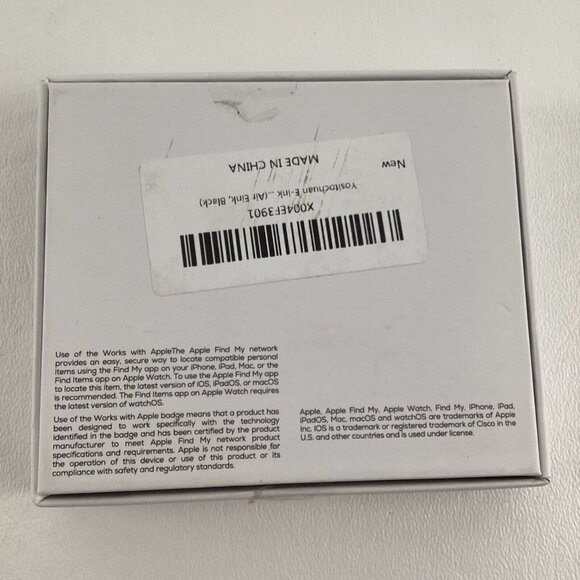 X004EF3901
Yositochuan E-ink ... (Air Eink, Black)
New
MADE IN CHINA
Use of the Works with AppleThe Apple Find My network
provides an easy, secure way to locate compatible personal
items using the Find My app on your iPhone, iPad, Mac, or the
Find Items app on Apple Watch. To use the Apple Find My app
to locate this item, the latest version of iOS, iPadOS, or macOS
is recommended. The Find Items app on Apple Watch requires
the latest version of watchOS.
Use of the Works with Apple badge means that a product has
been designed to work specifically with the technology
identified in the badge and has been certified by the product
manufacturer to meet Apple Find My network product
specifications and requirements. Apple is not responsible for
the operation of this device or use of this product or its
compliance with safety and regulatory standards.
Apple, Apple Find My, Apple Watch, Find My, iPhone, iPad,
iPadOS, Mac, macOS and watchOS are trademarks of Apple
Inc. IOS is a trademark or registered trademark of Cisco in the
U.S. and other countries and is used under license.